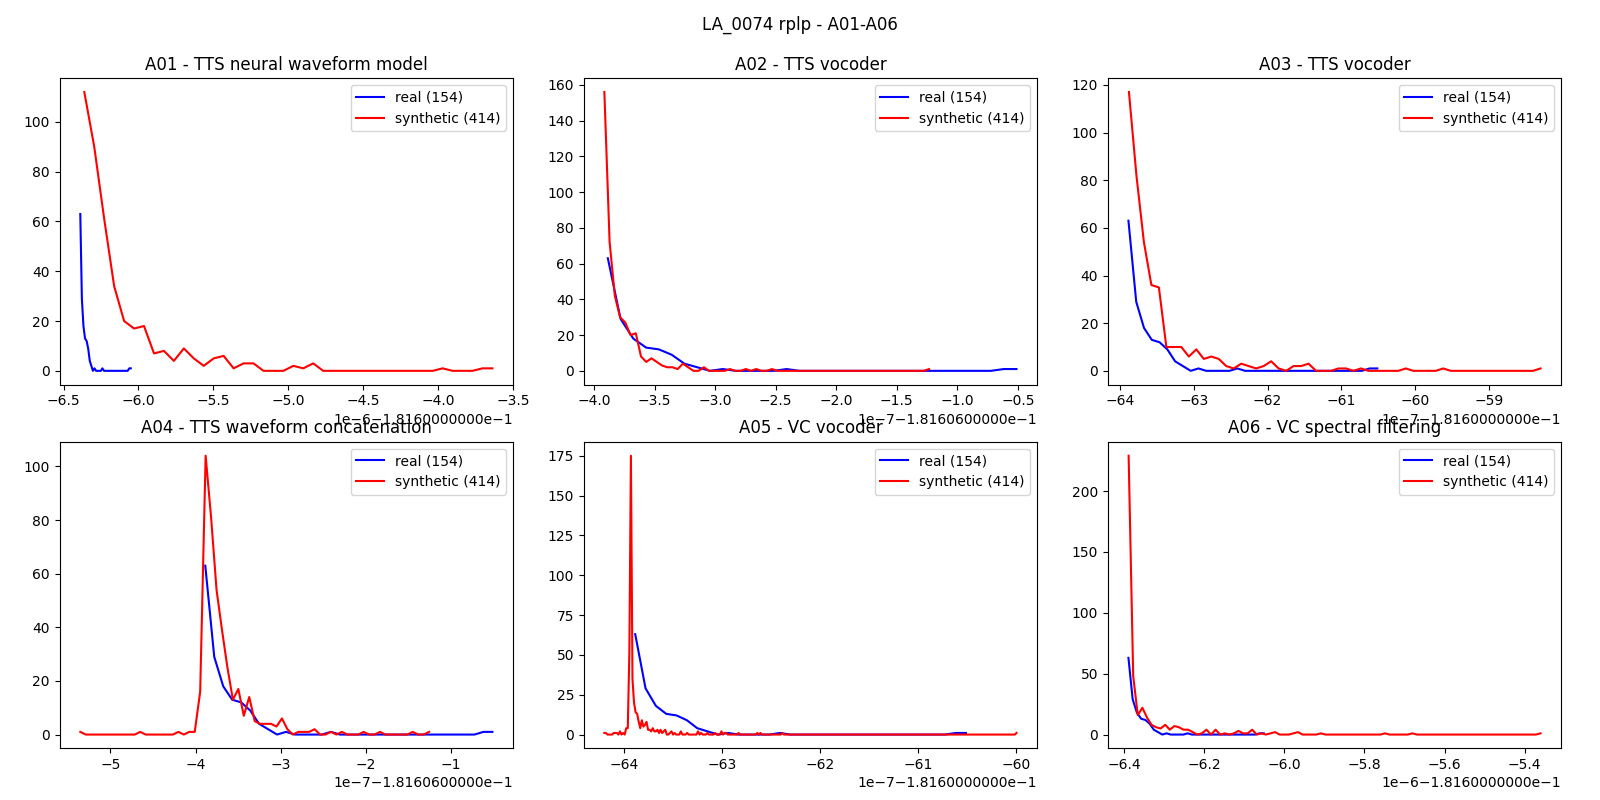 LA_0074 rplp - A01-A06
A01 - TTS neural waveform model
A02 - TTS vocoder
A03 - TTS vocoder
real (154)
synthetic (414)
real (154)
synthetic (414)
real (154)
synthetic (414)
100
80
60
40
20
0
160
140
120
100
80
60
40
20
0
120
100
80
60
40
20
0
−6.5 −6.0 −5.5 −5.0 −4.5 −4.0 −3.5
1e−6−1.8160000000e−1
−4.0 −3.5 −3.0 −2.5 −2.0 −1.5 −1.0 −0.5
1e−7−1.8160600000e−1
−64 −63 −62 −61 −60 −59
1e−7−1.8160000000e−1
A04 - TTS waveform concatenation
A05 - VC vocoder
A06 - VC spectral filtering
real (154)
synthetic (414)
real (154)
synthetic (414)
real (154)
synthetic (414)
100
80
60
40
20
0
175
150
125
100
75
50
25
0
200
150
100
50
0
−5 −4 −3 −2 −1
1e−7−1.8160600000e−1
−64 −63 −62 −61 −60
1e−7−1.8160000000e−1
−6.4 −6.2 −6.0 −5.8 −5.6 −5.4
1e−6−1.8160000000e−1